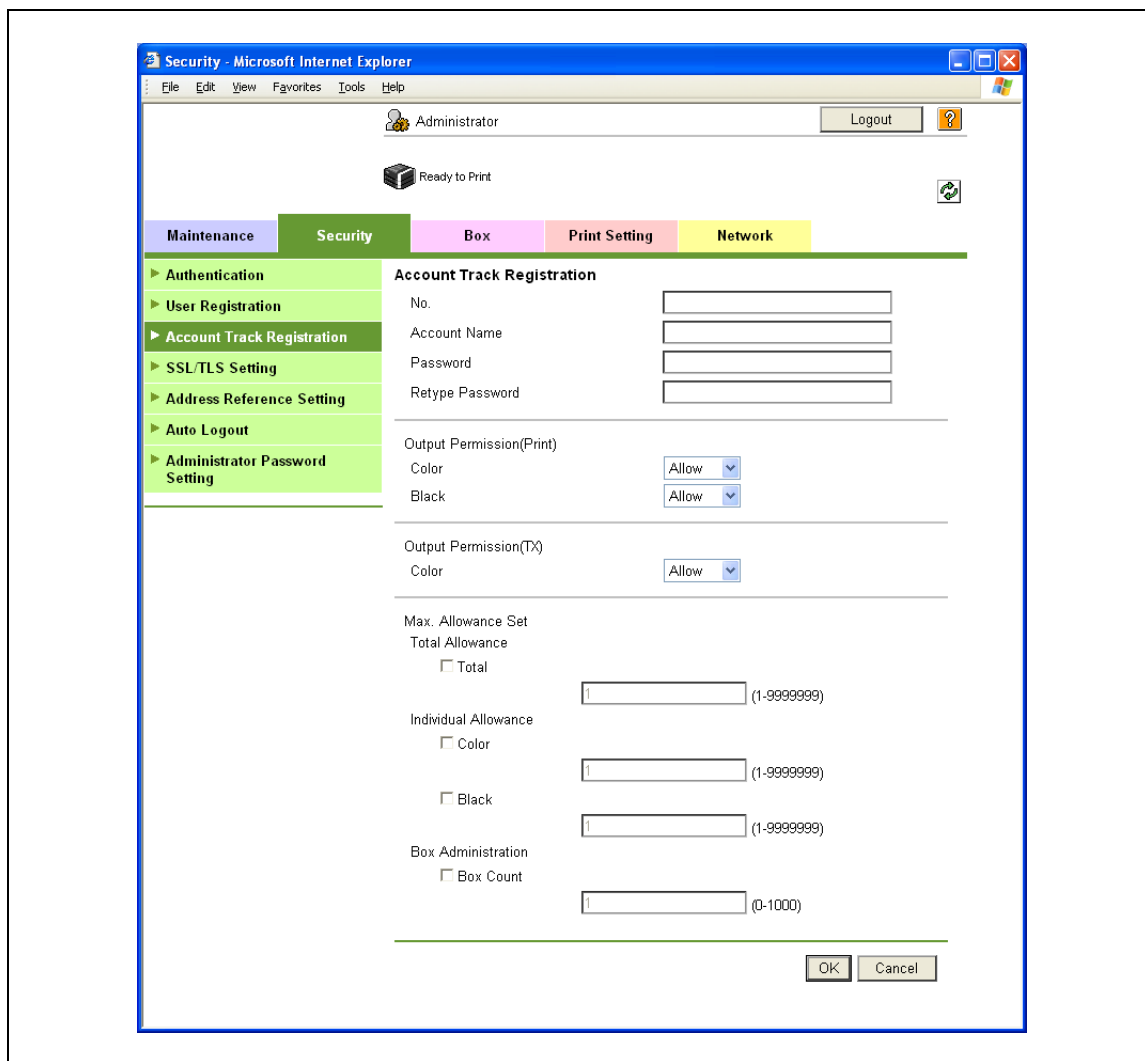 Security - Microsoft Internet Explorer
File Edit View Favorites Tools Help
Administrator Logout ?
Ready to Print
Maintenance Security Box Print Setting Network
Authentication
User Registration
Account Track Registration
SSL/TLS Setting
Address Reference Setting
Auto Logout
Administrator Password
Setting
Account Track Registration
No.
Account Name
Password
Retype Password
Output Permission(Print)
Color Allow
Black Allow
Output Permission(TX)
Color Allow
Max. Allowance Set
Total Allowance
Total
1 (1-9999999)
Individual Allowance
Color
1 (1-9999999)
Black
1 (1-9999999)
Box Administration
Box Count
1 (0-1000)
OK Cancel